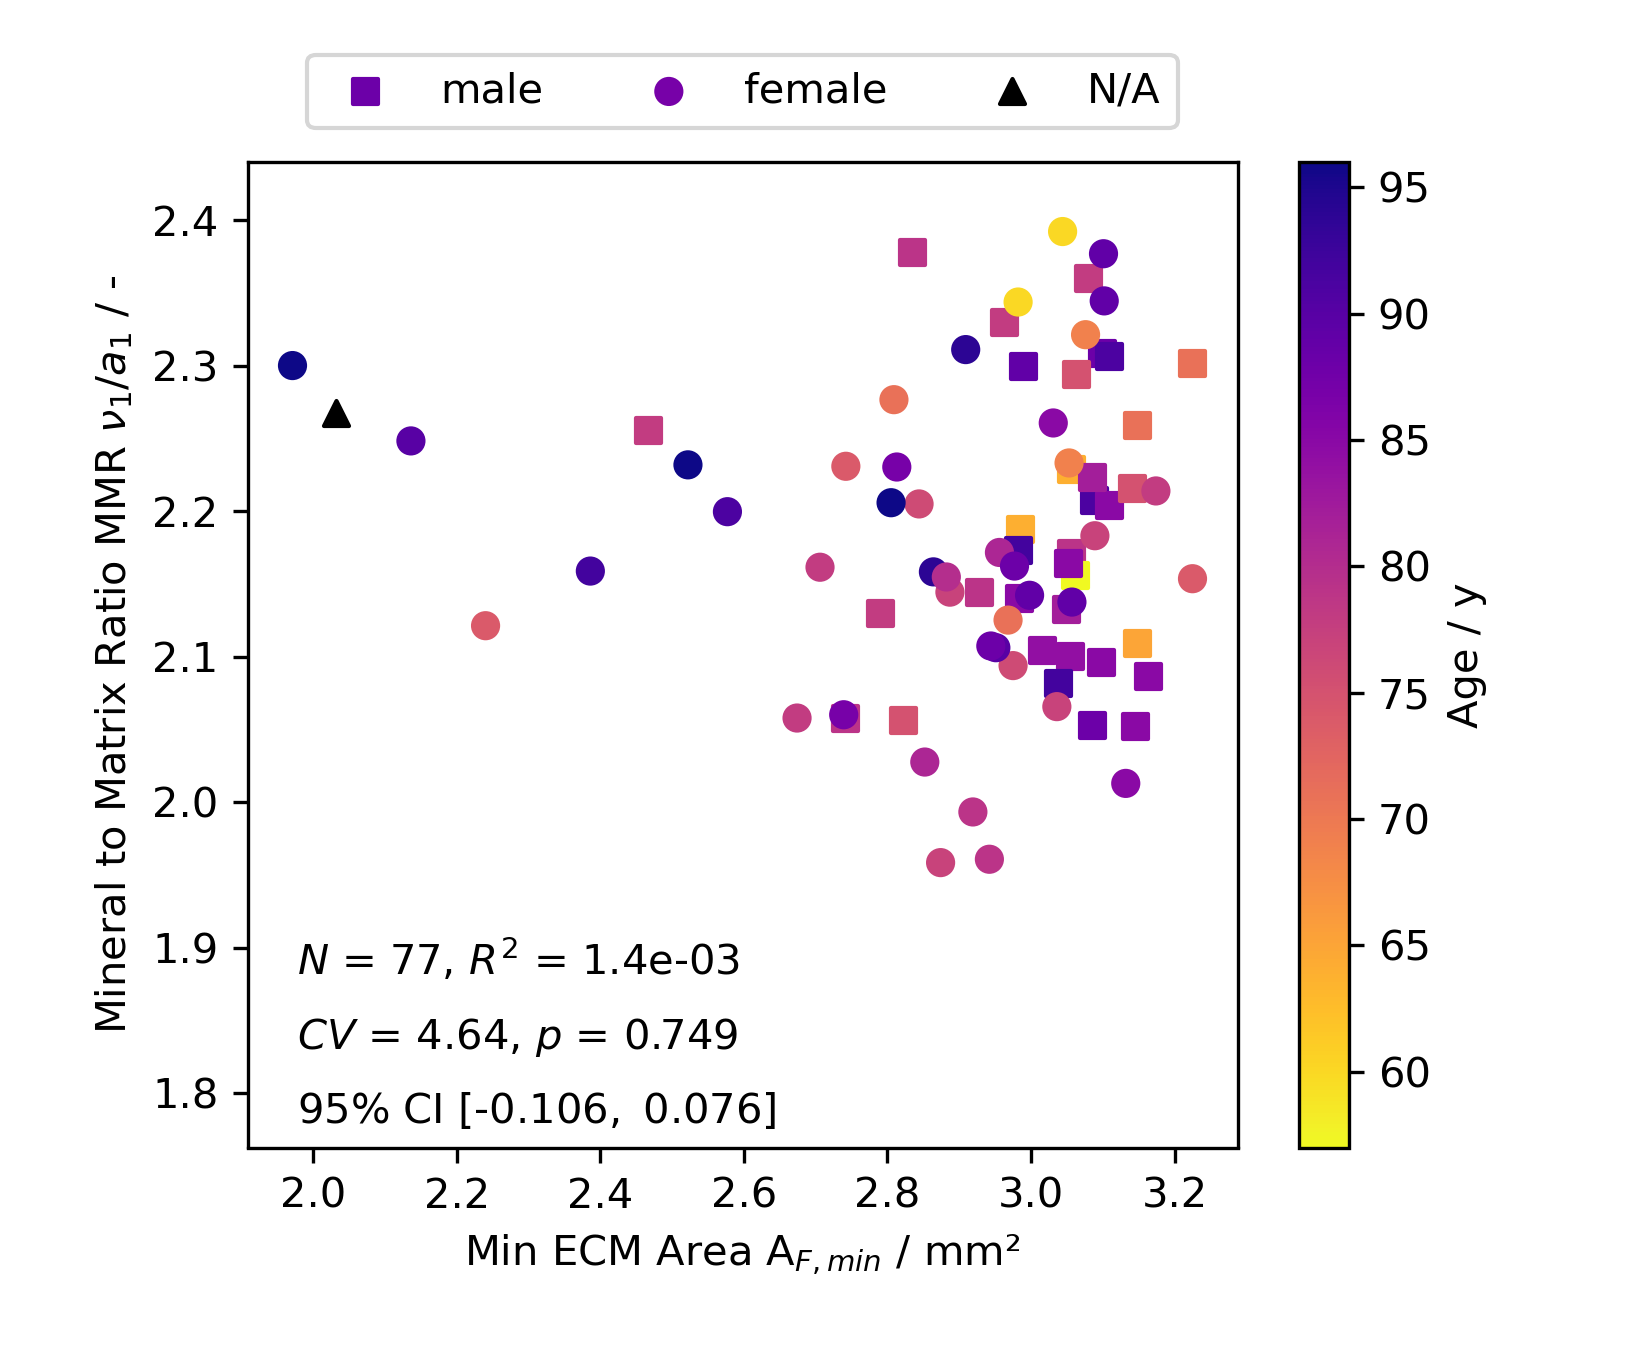 male female N/A
Mineral to Matrix Ratio MMR ν₁/a₁ / -
2.4
2.3
2.2
2.1
2.0
1.9
1.8
N = 77, R² = 1.4e-03
CV = 4.64, p = 0.749
95% CI [-0.106, 0.076]
2.0 2.2 2.4 2.6 2.8 3.0 3.2
Min ECM Area A_{F,min} / mm²
95
90
85
80
75
70
65
60
Age / y